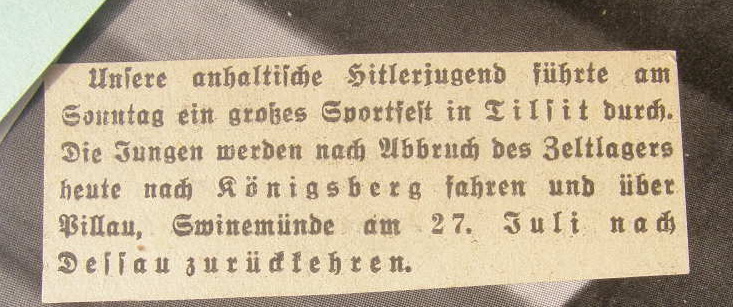 Unsere anhaltische Hitlerjugend führte am
Sonntag ein großes Sportfest in Tilsit durch.
Die Jungen werden nach Abbruch des Zeltlagers
heute nach Königsberg fahren und über
Pillau, Swinemünde am 27. Juli nach
Dessau zurückkehren.